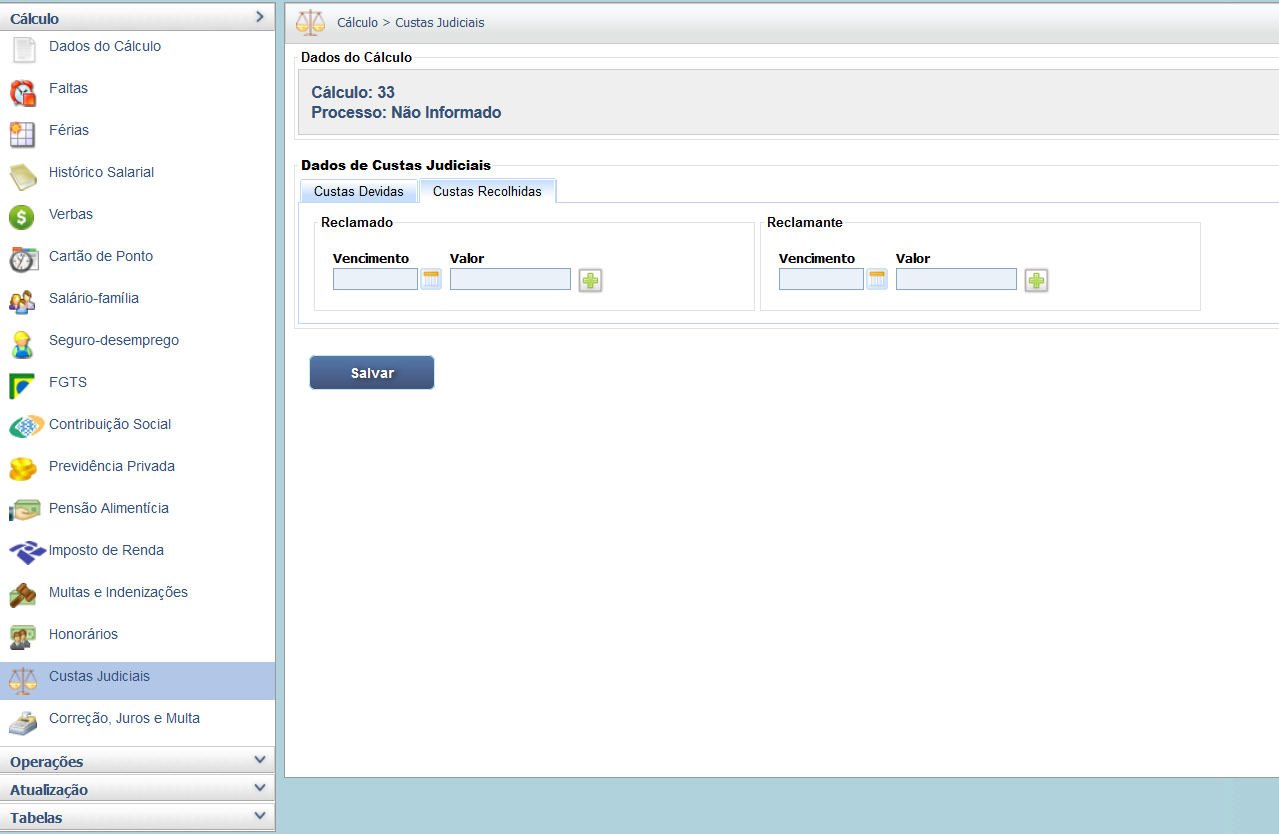 Cálculo
Dados do Cálculo
Faltas
Férias
Histórico Salarial
Verbas
Cartão de Ponto
Salário-família
Seguro-desemprego
FGTS
Contribuição Social
Previdência Privada
Pensão Alimentícia
Imposto de Renda
Multas e Indenizações
Honorários
Custas Judiciais
Correção, Juros e Multa
Operações
Atualização
Tabelas
Cálculo > Custas Judiciais
Dados do Cálculo
Cálculo: 33
Processo: Não Informado
Dados de Custas Judiciais
Custas Devidas Custas Recolhidas
Reclamado
Vencimento Valor
Reclamante
Vencimento Valor
Salvar